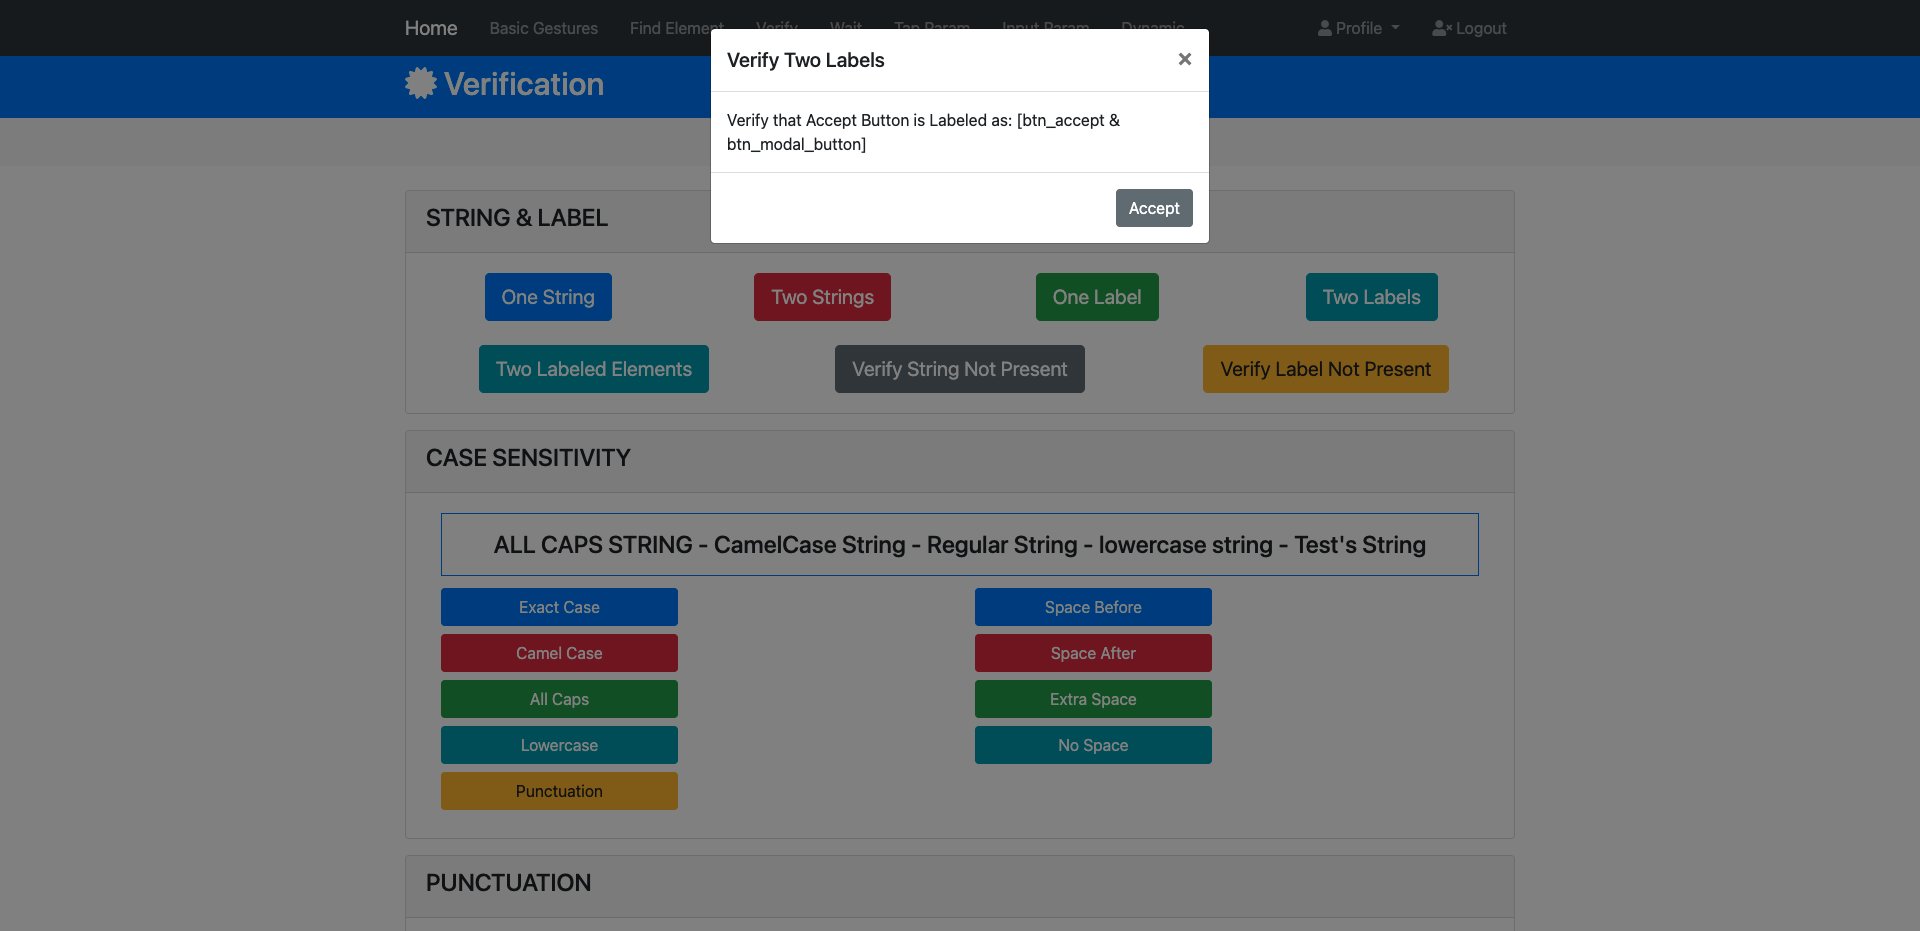 Home Basic Gestures Find Element Verify Wait Tap Param Input Param Dynamic Profile Logout
Verification
Verify Two Labels ×
Verify that Accept Button is Labeled as: [btn_accept &
btn_modal_button]
Accept
STRING & LABEL
One String Two Strings One Label Two Labels
Two Labeled Elements Verify String Not Present Verify Label Not Present
CASE SENSITIVITY
ALL CAPS STRING - CamelCase String - Regular String - lowercase string - Test's String
Exact Case Space Before
Camel Case Space After
All Caps Extra Space
Lowercase No Space
Punctuation
PUNCTUATION